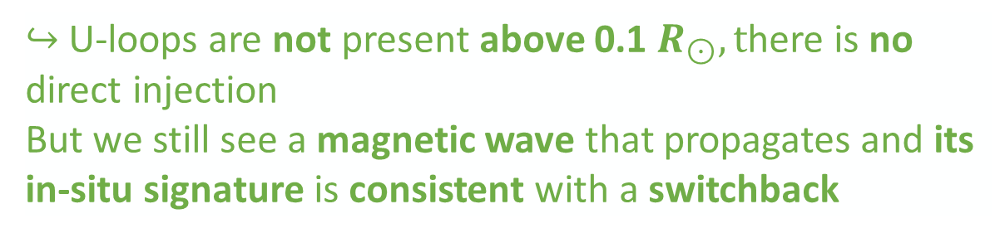 ↪ U-loops are not present above 0.1 R☉, there is no
direct injection
But we still see a magnetic wave that propagates and its
in-situ signature is consistent with a switchback